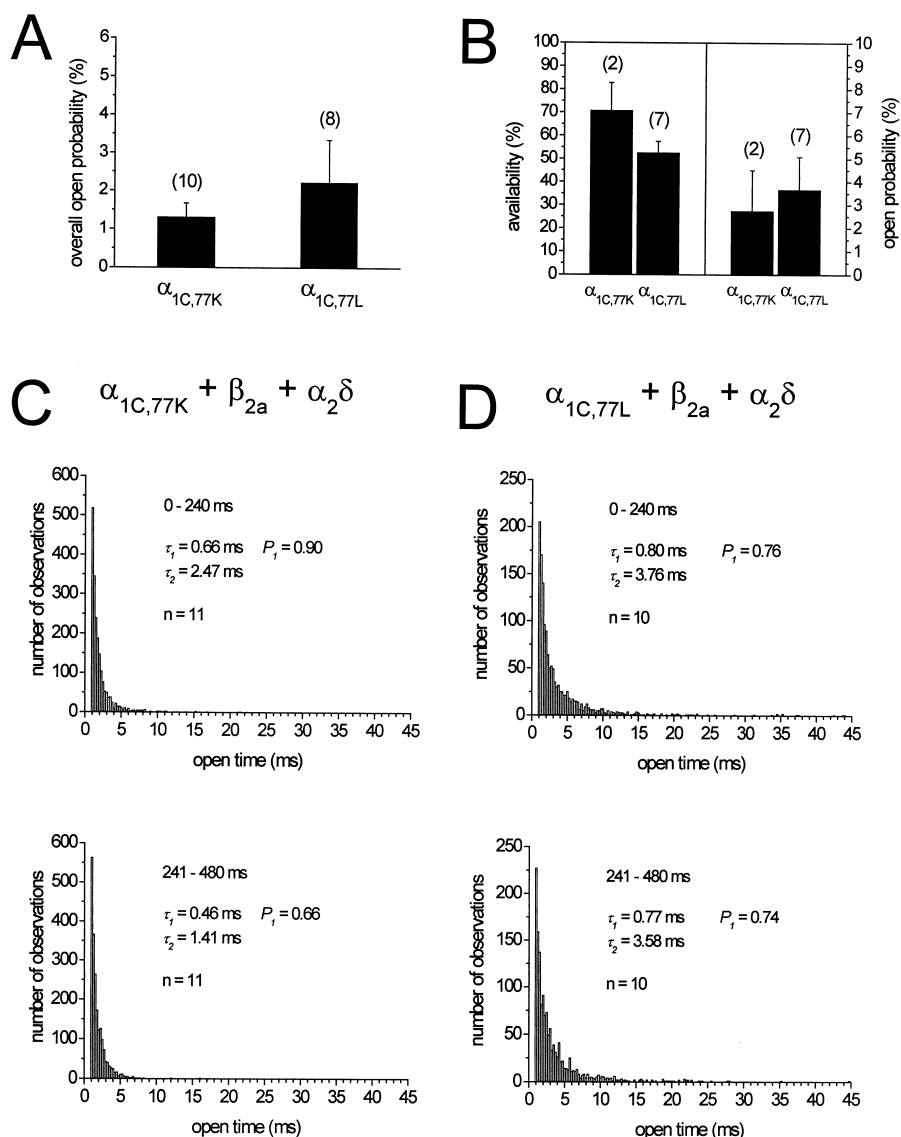 A
overall open probability (%)
6
5
4
3
2
1
0
(10)
(8)
α1C,77K
α1C,77L
B
availability (%)
100
90
80
70
60
50
40
30
20
10
0
(2)
(7)
(2)
(7)
10
9
8
7
6
5
4
3
2
1
0
open probability (%)
α1C,77K α1C,77L
α1C,77K α1C,77L
C
α1C,77K + β2a + α2δ
number of observations
600
500
400
300
200
100
0
0 - 240 ms
τ1 = 0.66 ms P1 = 0.90
τ2 = 2.47 ms
n = 11
0 5 10 15 20 25 30 35 40 45
open time (ms)
number of observations
600
500
400
300
200
100
0
241 - 480 ms
τ1 = 0.46 ms P1 = 0.66
τ2 = 1.41 ms
n = 11
0 5 10 15 20 25 30 35 40 45
open time (ms)
D
α1C,77L + β2a + α2δ
number of observations
250
200
150
100
50
0
0 - 240 ms
τ1 = 0.80 ms P1 = 0.76
τ2 = 3.76 ms
n = 10
0 5 10 15 20 25 30 35 40 45
open time (ms)
number of observations
250
200
150
100
50
0
241 - 480 ms
τ1 = 0.77 ms P1 = 0.74
τ2 = 3.58 ms
n = 10
0 5 10 15 20 25 30 35 40 45
open time (ms)